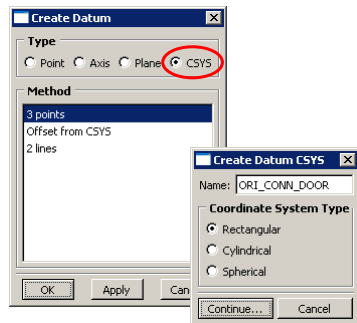 Create Datum
Type
Point Axis Plane CSYS
Method
3 points
Offset from CSYS
2 lines
OK Apply
Create Datum CSYS
Name: ORI_CONN_DOOR
Coordinate System Type
Rectangular
Cylindrical
Spherical
Continue... Cancel